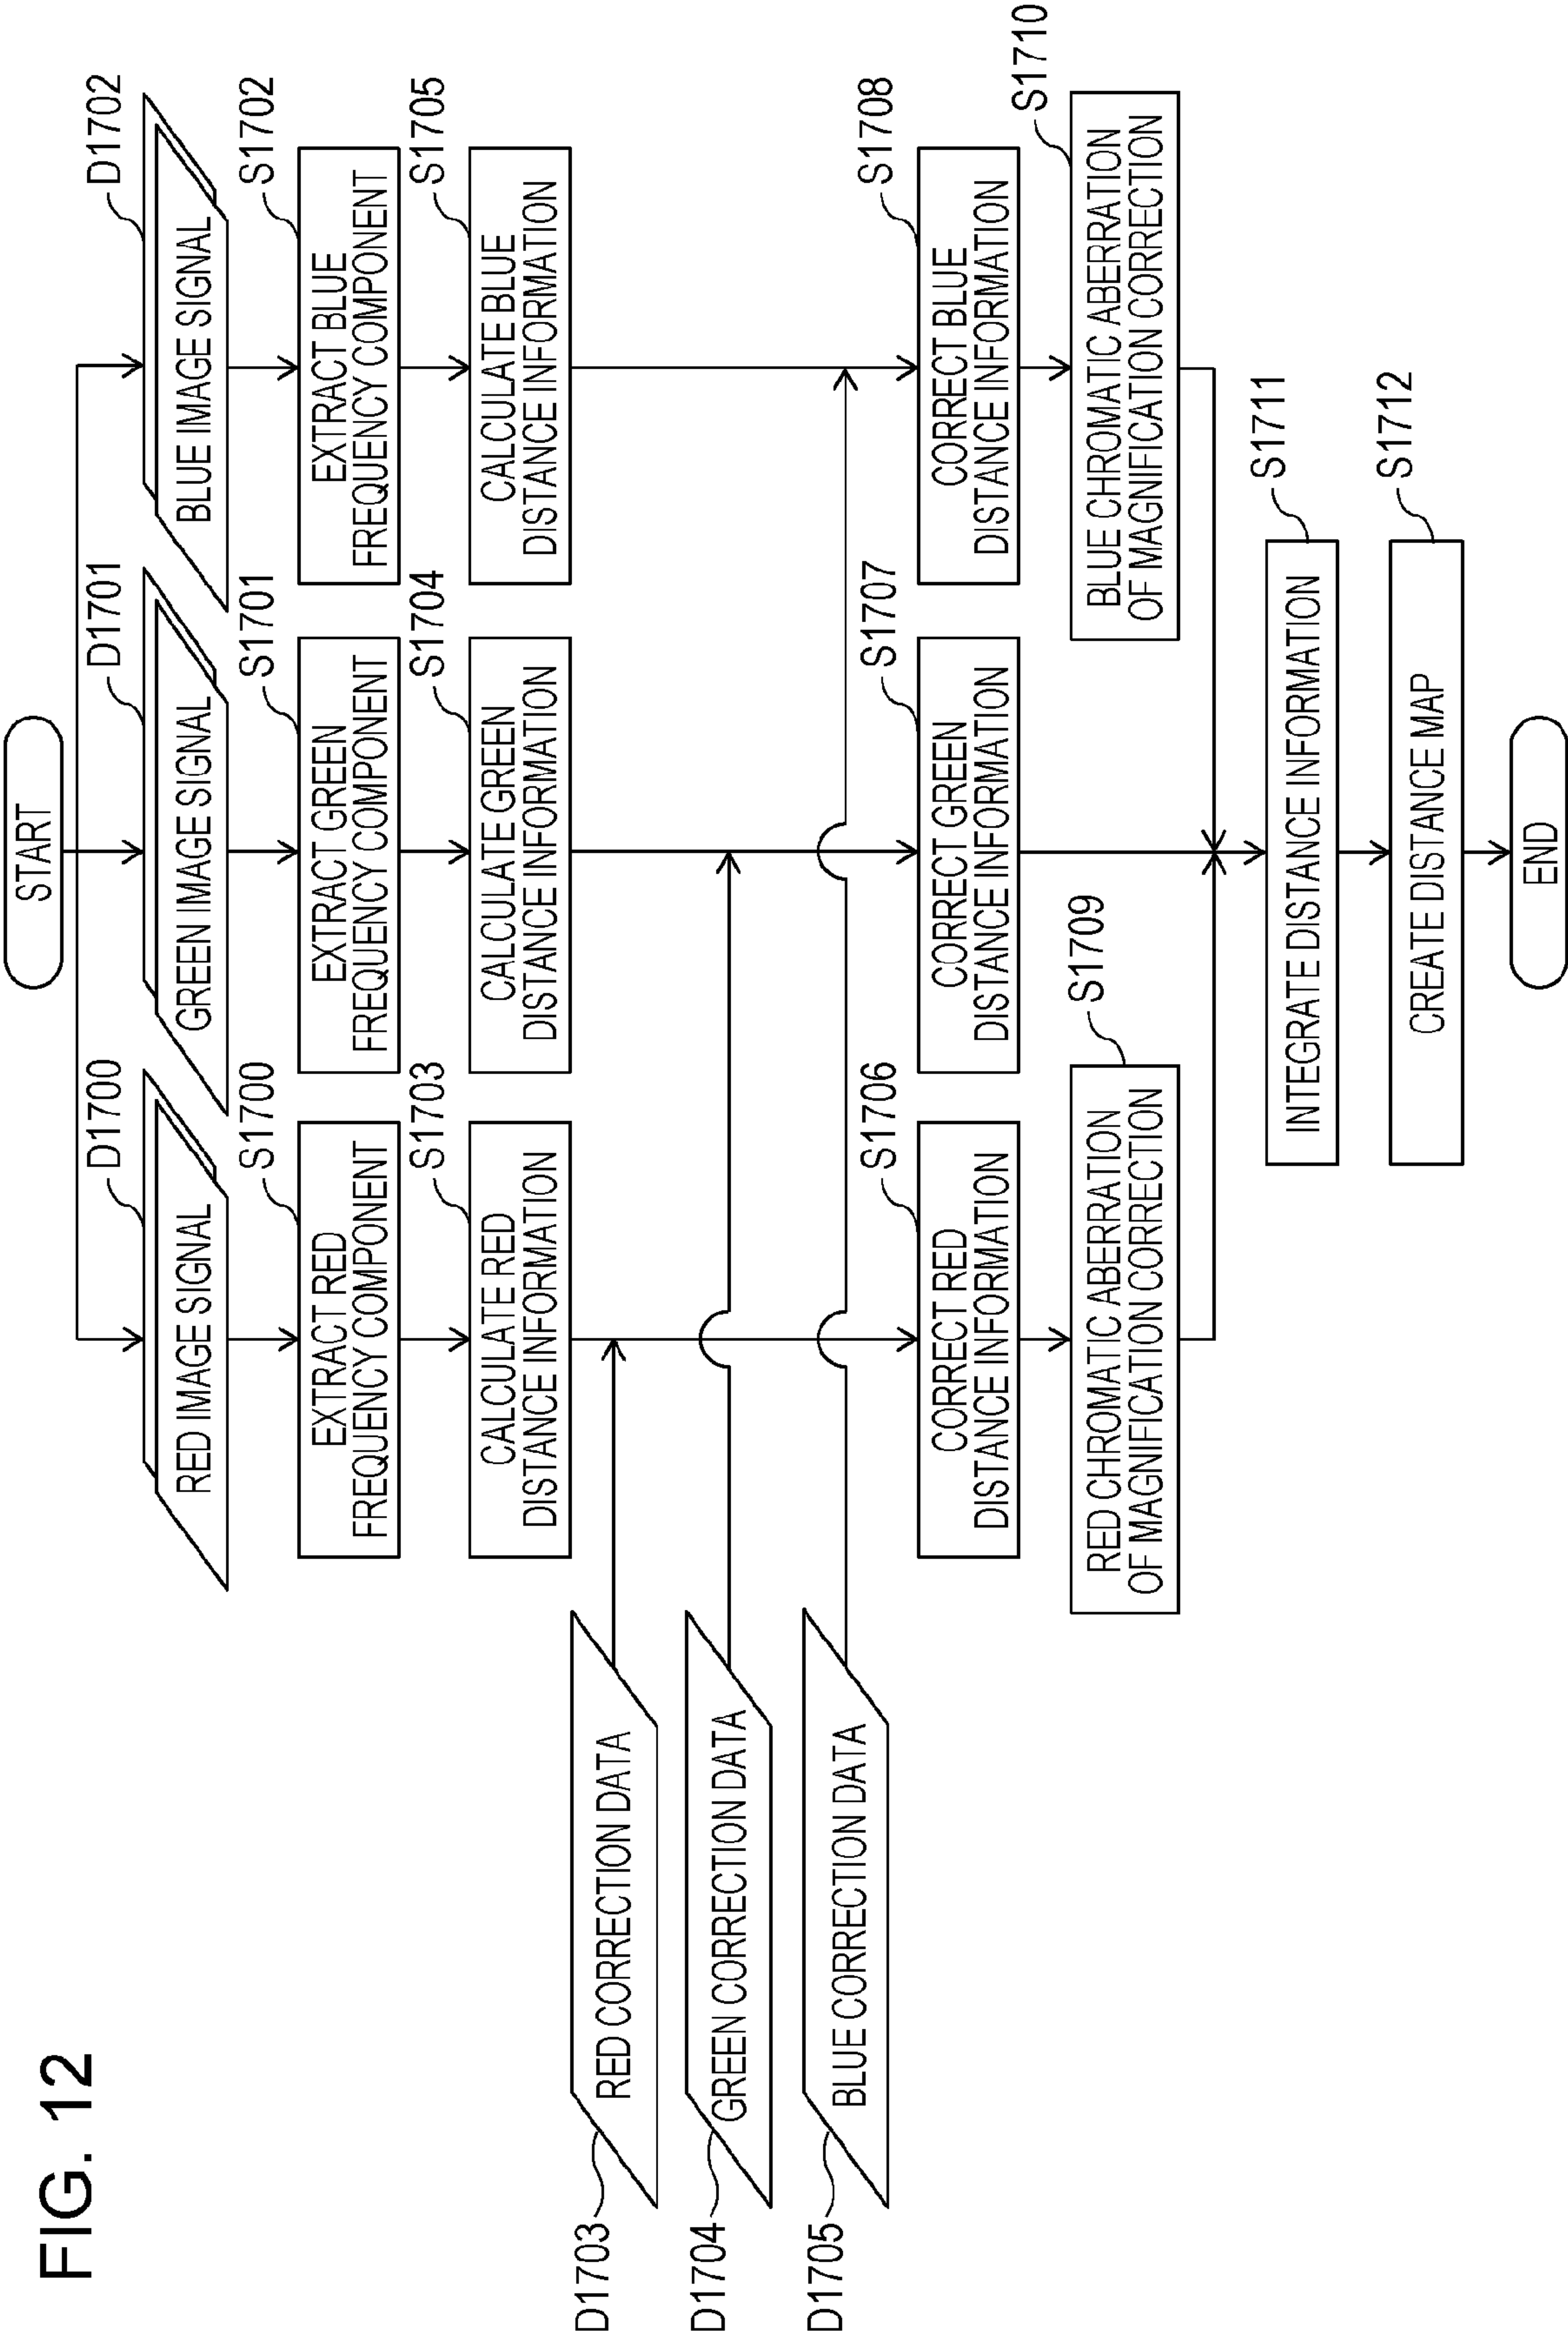 FIG. 12
START
D1700
D1701
D1702
RED IMAGE SIGNAL
GREEN IMAGE SIGNAL
BLUE IMAGE SIGNAL
S1700
S1701
S1702
EXTRACT RED
FREQUENCY COMPONENT
EXTRACT GREEN
FREQUENCY COMPONENT
EXTRACT BLUE
FREQUENCY COMPONENT
S1703
S1704
S1705
CALCULATE RED
DISTANCE INFORMATION
CALCULATE GREEN
DISTANCE INFORMATION
CALCULATE BLUE
DISTANCE INFORMATION
D1703
RED CORRECTION DATA
D1704
GREEN CORRECTION DATA
D1705
BLUE CORRECTION DATA
S1706
S1707
S1708
CORRECT RED
DISTANCE INFORMATION
CORRECT GREEN
DISTANCE INFORMATION
CORRECT BLUE
DISTANCE INFORMATION
S1709
S1710
RED CHROMATIC ABERRATION
OF MAGNIFICATION CORRECTION
BLUE CHROMATIC ABERRATION
OF MAGNIFICATION CORRECTION
S1711
INTEGRATE DISTANCE INFORMATION
S1712
CREATE DISTANCE MAP
END